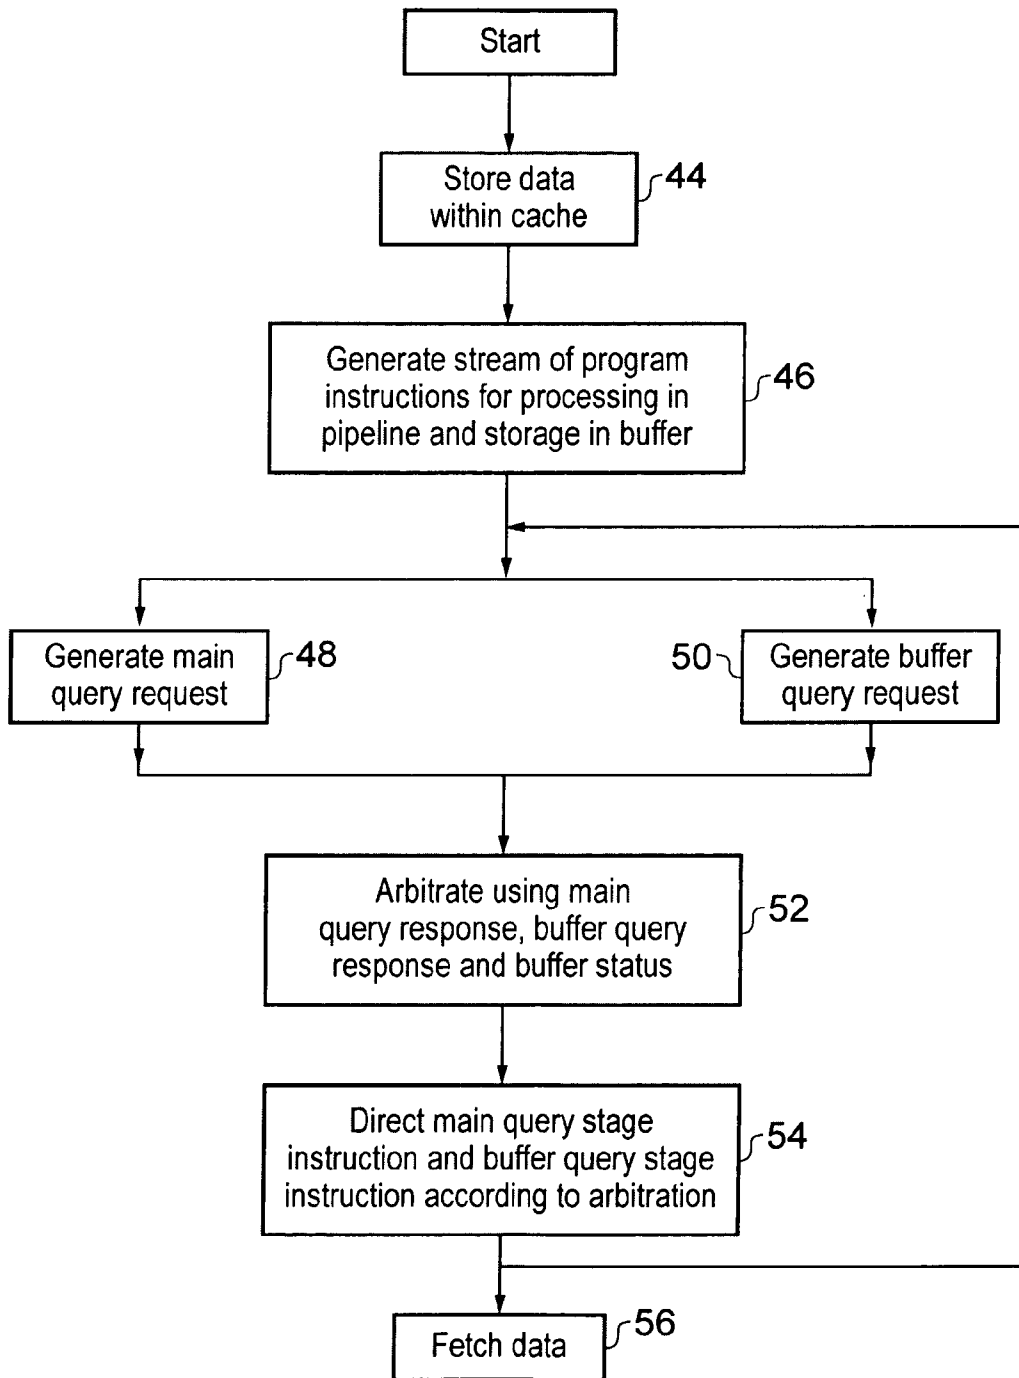 Start
Store data
within cache
44
Generate stream of program
instructions for processing in
pipeline and storage in buffer
46
Generate main
query request
48
50
Generate buffer
query request
Arbitrate using main
query response, buffer query
response and buffer status
52
Direct main query stage
instruction and buffer query stage
instruction according to arbitration
54
Fetch data
56